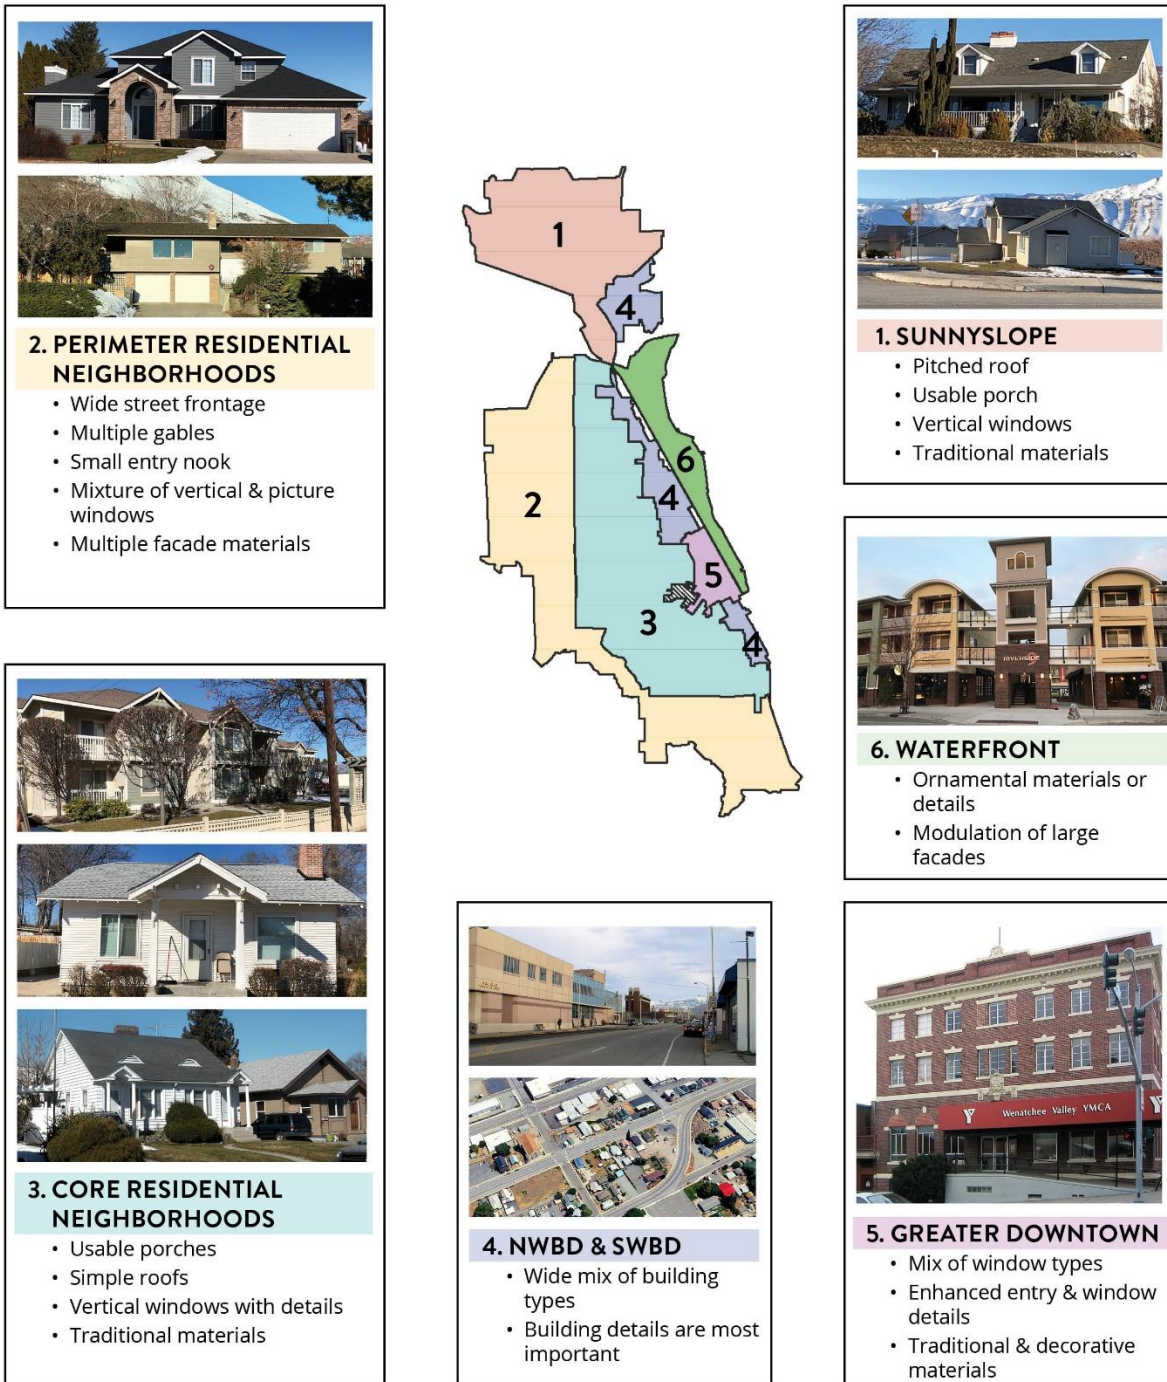 2. PERIMETER RESIDENTIAL
NEIGHBORHOODS
• Wide street frontage
• Multiple gables
• Small entry nook
• Mixture of vertical & picture
windows
• Multiple facade materials
1
4
6
2
4
5
3
4
1. SUNNYSLOPE
• Pitched roof
• Usable porch
• Vertical windows
• Traditional materials
RIVERSIDE
6. WATERFRONT
• Ornamental materials or
details
• Modulation of large
facades
3. CORE RESIDENTIAL
NEIGHBORHOODS
• Usable porches
• Simple roofs
• Vertical windows with details
• Traditional materials
4. NWBD & SWBD
• Wide mix of building
types
• Building details are most
important
Y Wenatchee Valley YMCA Y
5. GREATER DOWNTOWN
• Mix of window types
• Enhanced entry & window
details
• Traditional & decorative
materials